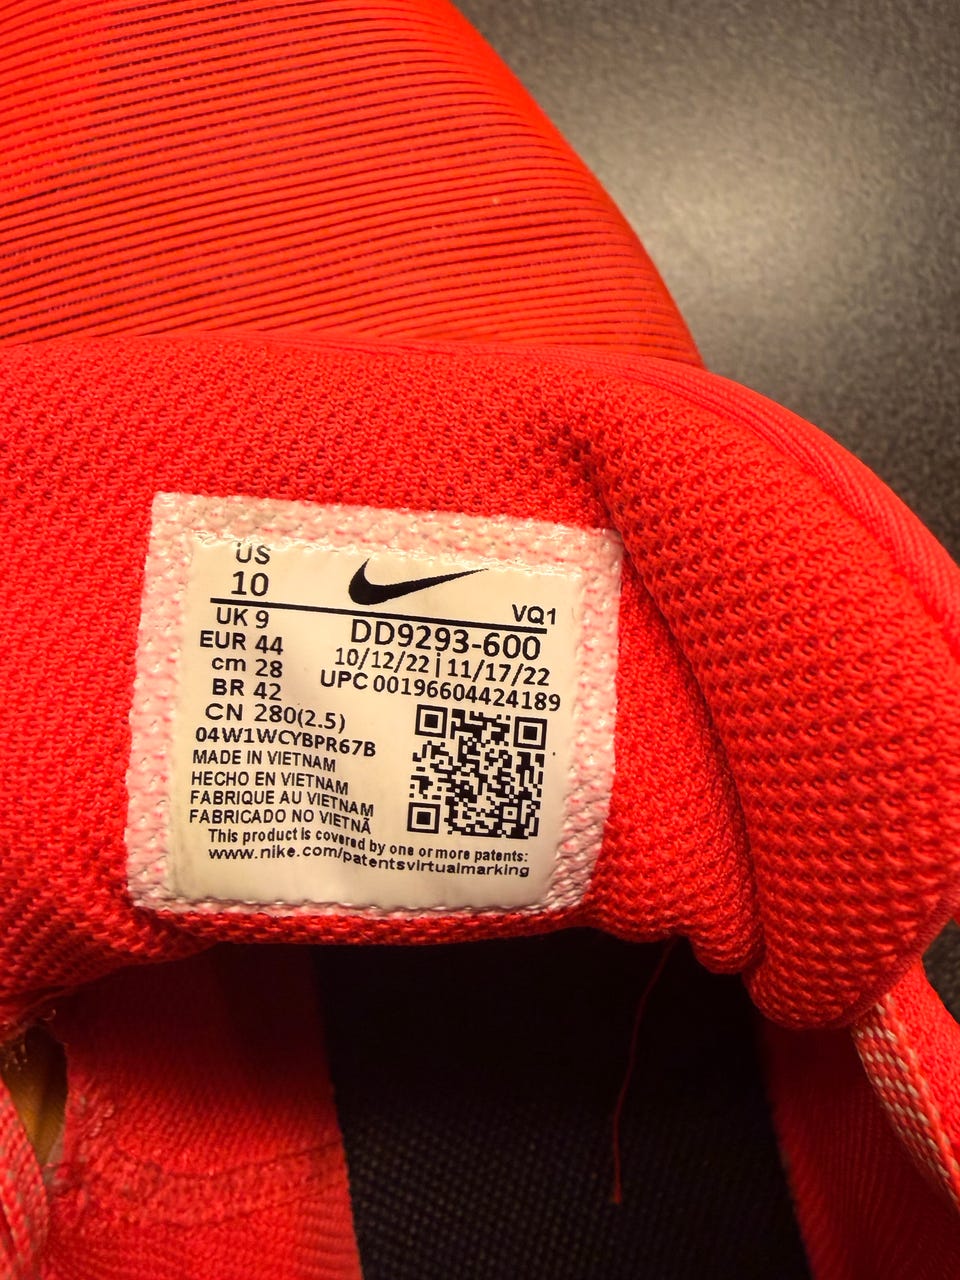 US
10
VQ1
UK 9
DD9293-600
EUR 44
10/12/22 | 11/17/22
cm 28
UPC 00196604424189
BR 42
CN 280(2.5)
04W1WCYBPR67B
MADE IN VIETNAM
HECHO EN VIETNAM
FABRIQUE AU VIETNAM
FABRICADO NO VIETNÃ
This product is covered by one or more patents:
www.nike.com/patentsvirtualmarking